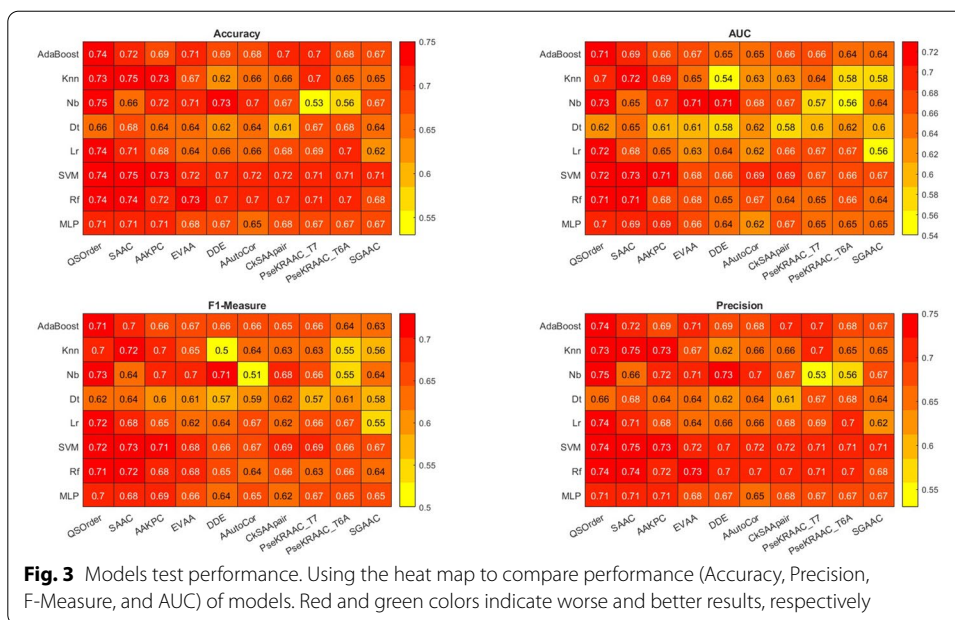 Accuracy
AdaBoost 0.74 0.72 0.69 0.71 0.69 0.68 0.7 0.7 0.68 0.67
Knn 0.73 0.75 0.73 0.67 0.62 0.66 0.66 0.7 0.65 0.65
Nb 0.75 0.66 0.72 0.71 0.73 0.7 0.67 0.53 0.56 0.67
Dt 0.66 0.68 0.64 0.64 0.62 0.64 0.61 0.67 0.68 0.64
Lr 0.74 0.71 0.68 0.64 0.66 0.66 0.68 0.69 0.7 0.62
SVM 0.74 0.75 0.73 0.72 0.7 0.72 0.72 0.71 0.71 0.71
Rf 0.74 0.74 0.72 0.73 0.7 0.7 0.7 0.71 0.7 0.68
MLP 0.71 0.71 0.71 0.68 0.67 0.65 0.68 0.67 0.67 0.67
QSOrder SAAC AAKPC EVAA DDE AAutoCor CkSAApair PseKRAAC_T7 PseKRAAC_T6A SGAAC
0.75
0.7
0.65
0.6
0.55
AUC
AdaBoost 0.71 0.69 0.66 0.67 0.65 0.65 0.66 0.66 0.64 0.64
Knn 0.7 0.72 0.69 0.65 0.54 0.63 0.63 0.64 0.58 0.58
Nb 0.73 0.65 0.7 0.71 0.71 0.68 0.67 0.57 0.56 0.64
Dt 0.62 0.65 0.61 0.61 0.58 0.62 0.58 0.6 0.62 0.6
Lr 0.72 0.68 0.65 0.63 0.64 0.62 0.66 0.67 0.67 0.56
SVM 0.72 0.73 0.71 0.68 0.66 0.69 0.69 0.67 0.66 0.67
Rf 0.71 0.71 0.68 0.68 0.65 0.67 0.64 0.65 0.66 0.64
MLP 0.7 0.69 0.69 0.66 0.64 0.62 0.67 0.65 0.65 0.65
QSOrder SAAC AAKPC EVAA DDE AAutoCor CkSAApair PseKRAAC_T7 PseKRAAC_T6A SGAAC
0.72
0.7
0.68
0.66
0.64
0.62
0.6
0.58
0.56
0.54
F1-Measure
AdaBoost 0.71 0.7 0.66 0.67 0.66 0.66 0.65 0.66 0.64 0.63
Knn 0.7 0.72 0.7 0.65 0.5 0.64 0.63 0.63 0.55 0.56
Nb 0.73 0.64 0.7 0.7 0.71 0.51 0.68 0.66 0.55 0.64
Dt 0.62 0.64 0.6 0.61 0.57 0.59 0.62 0.57 0.61 0.58
Lr 0.72 0.68 0.65 0.62 0.64 0.62 0.66 0.67 0.67 0.55
SVM 0.72 0.73 0.71 0.68 0.66 0.67 0.69 0.69 0.66 0.67
Rf 0.71 0.72 0.68 0.68 0.65 0.64 0.66 0.63 0.66 0.64
MLP 0.7 0.68 0.69 0.66 0.64 0.65 0.62 0.67 0.65 0.65
QSOrder SAAC AAKPC EVAA DDE AAutoCor CkSAApair PseKRAAC_T7 PseKRAAC_T6A SGAAC
0.7
0.65
0.6
0.55
0.5
Precision
AdaBoost 0.74 0.72 0.69 0.71 0.69 0.68 0.7 0.7 0.68 0.67
Knn 0.73 0.75 0.73 0.67 0.62 0.66 0.66 0.7 0.65 0.65
Nb 0.75 0.66 0.72 0.71 0.73 0.7 0.67 0.53 0.56 0.67
Dt 0.66 0.68 0.64 0.64 0.62 0.64 0.61 0.67 0.68 0.64
Lr 0.74 0.71 0.68 0.64 0.66 0.66 0.68 0.69 0.7 0.62
SVM 0.74 0.75 0.73 0.72 0.7 0.72 0.72 0.71 0.71 0.71
Rf 0.74 0.74 0.72 0.73 0.7 0.7 0.7 0.71 0.7 0.68
MLP 0.71 0.71 0.71 0.68 0.67 0.65 0.68 0.67 0.67 0.67
QSOrder SAAC AAKPC EVAA DDE AAutoCor CkSAApair PseKRAAC_T7 PseKRAAC_T6A SGAAC
0.75
0.7
0.65
0.6
0.55
Fig. 3 Models test performance. Using the heat map to compare performance (Accuracy, Precision,
F-Measure, and AUC) of models. Red and green colors indicate worse and better results, respectively